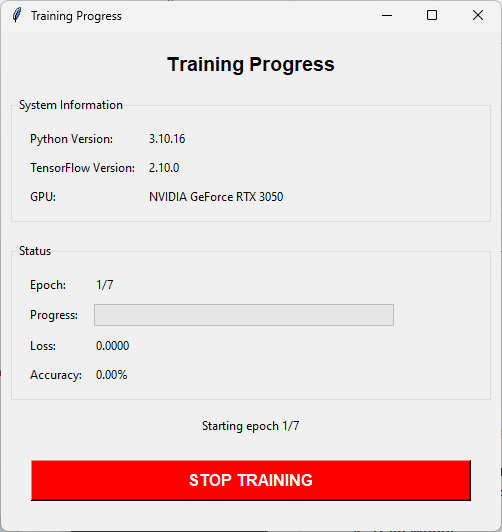 Training Progress
Training Progress
System Information
Python Version: 3.10.16
TensorFlow Version: 2.10.0
GPU: NVIDIA GeForce RTX 3050
Status
Epoch: 1/7
Progress:
Loss: 0.0000
Accuracy: 0.00%
Starting epoch 1/7
STOP TRAINING